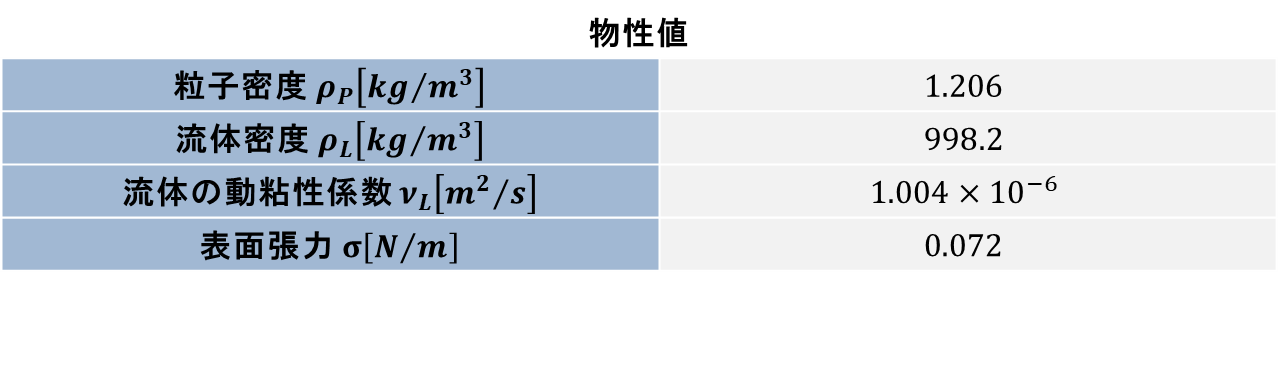 物性値
粒子密度 ρ_P[kg/m³] 1.206
流体密度 ρ_L[kg/m³] 998.2
流体の動粘性係数 ν_L[m²/s] 1.004 × 10⁻⁶
表面張力 σ[N/m] 0.072